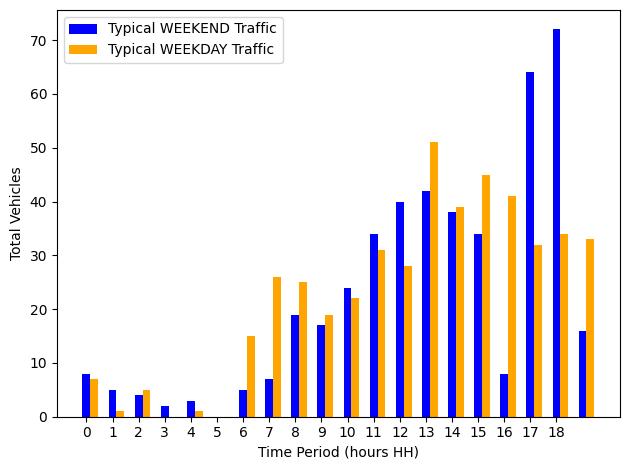 Typical WEEKEND Traffic
Typical WEEKDAY Traffic
70
60
50
40
30
20
10
0
Total Vehicles
0 1 2 3 4 5 6 7 8 9 10 11 12 13 14 15 16 17 18
Time Period (hours HH)